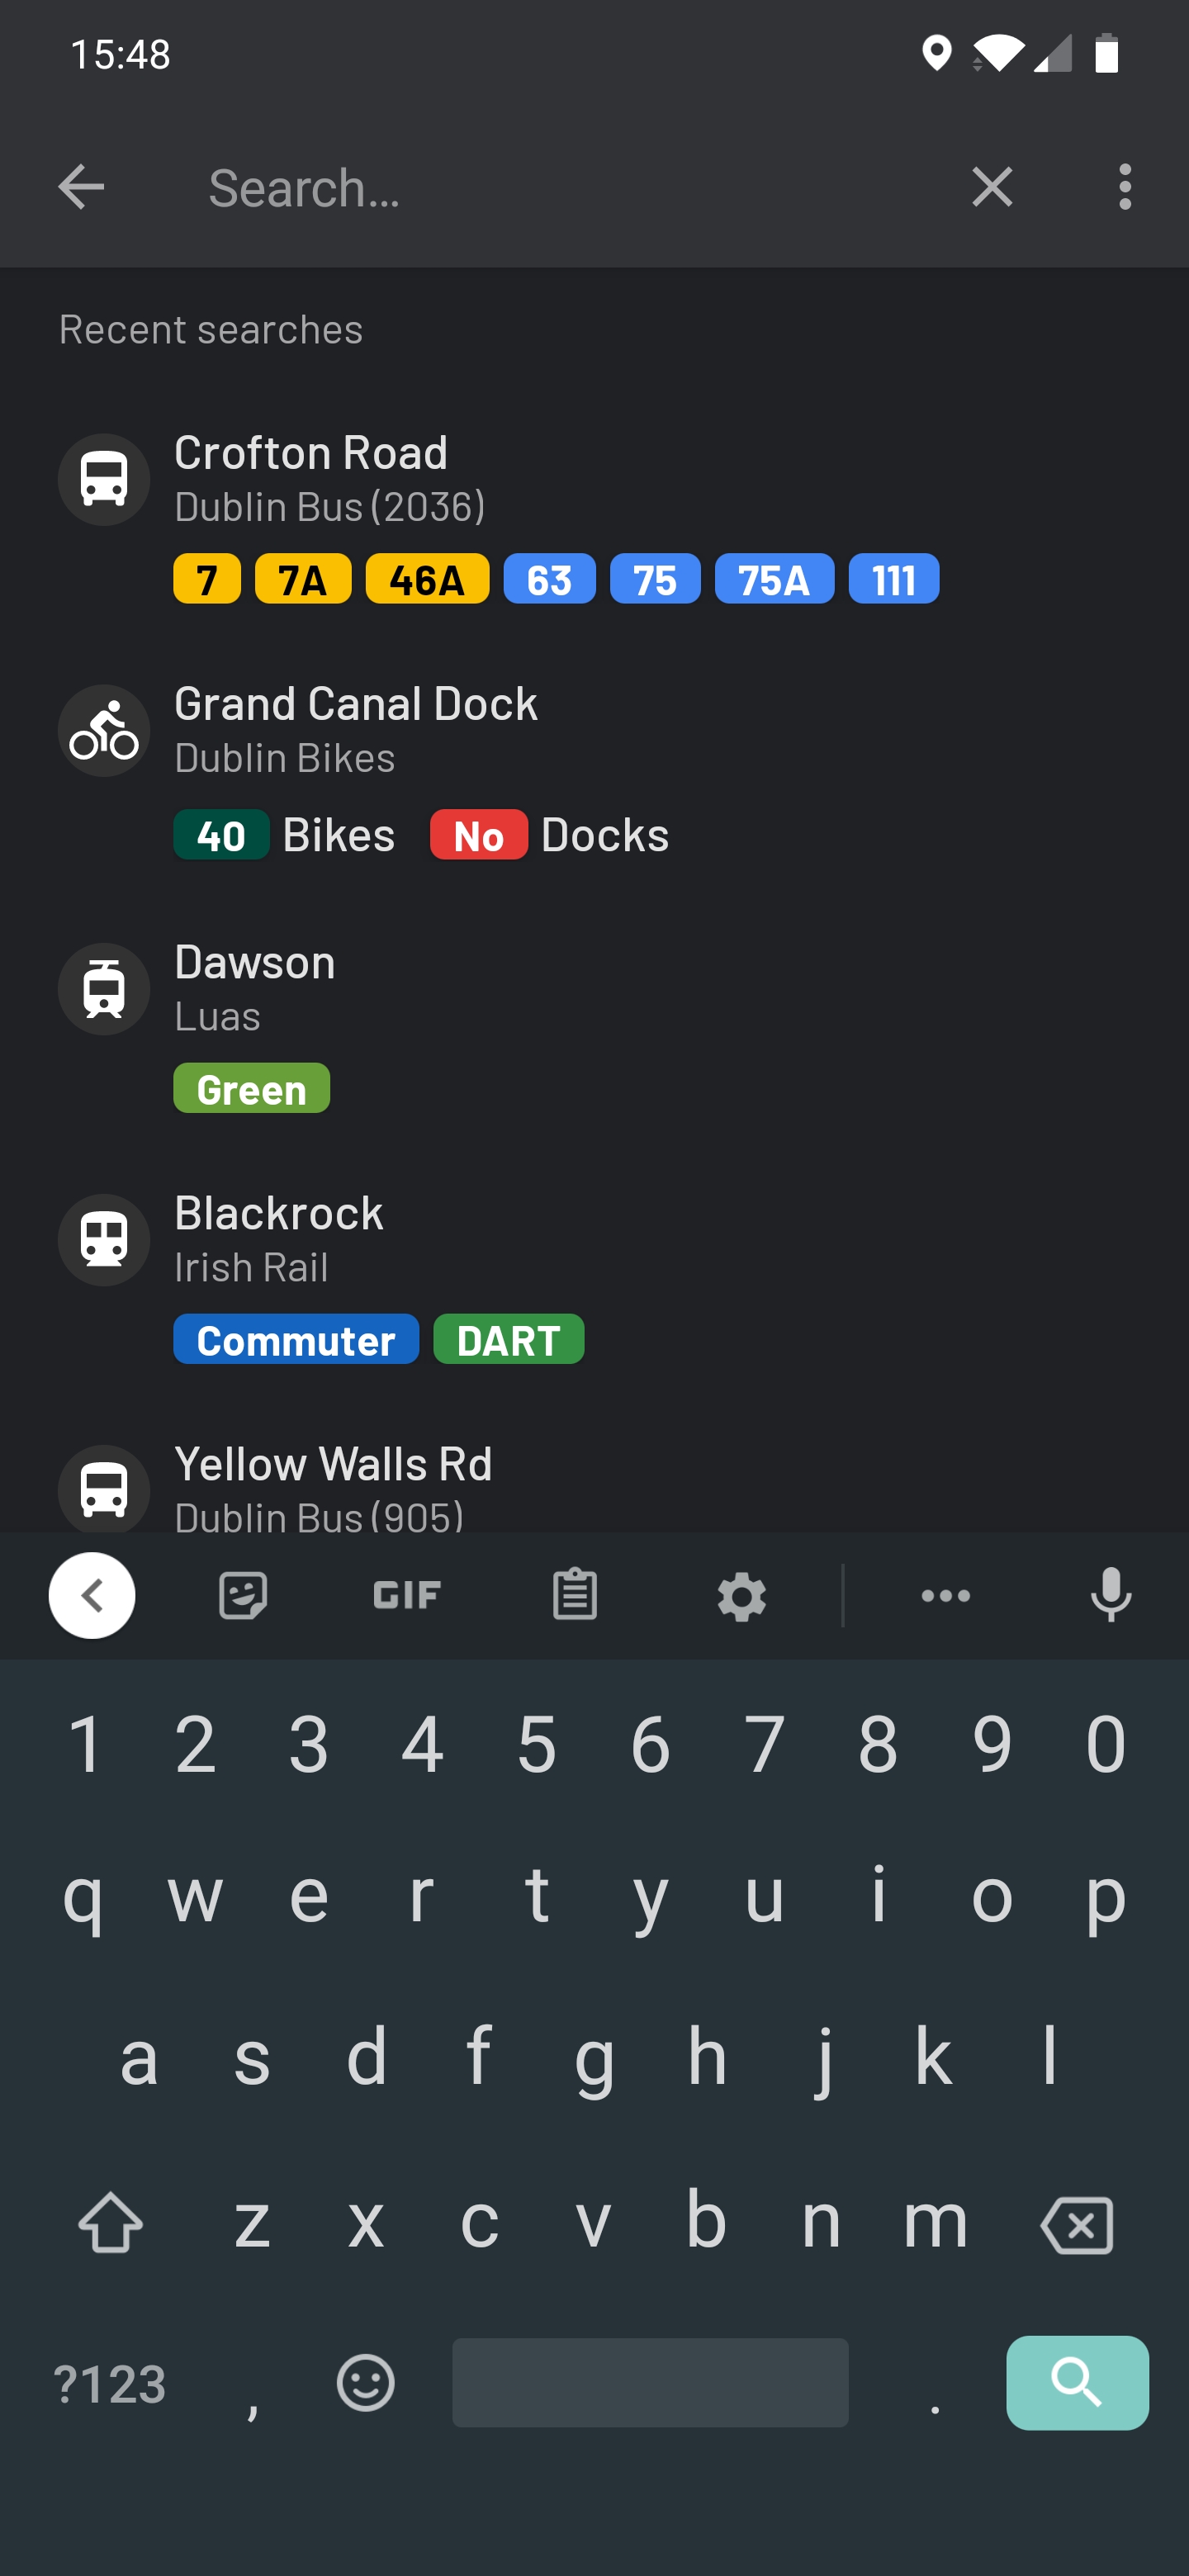 15:48
Search…
Recent searches
Crofton Road
Dublin Bus (2036)
7 7A 46A 63 75 75A 111
Grand Canal Dock
Dublin Bikes
40 Bikes No Docks
Dawson
Luas
Green
Blackrock
Irish Rail
Commuter DART
Yellow Walls Rd
Dublin Bus (905)
GIF
1 2 3 4 5 6 7 8 9 0
q w e r t y u i o p
a s d f g h j k l
z x c v b n m
?123 , .